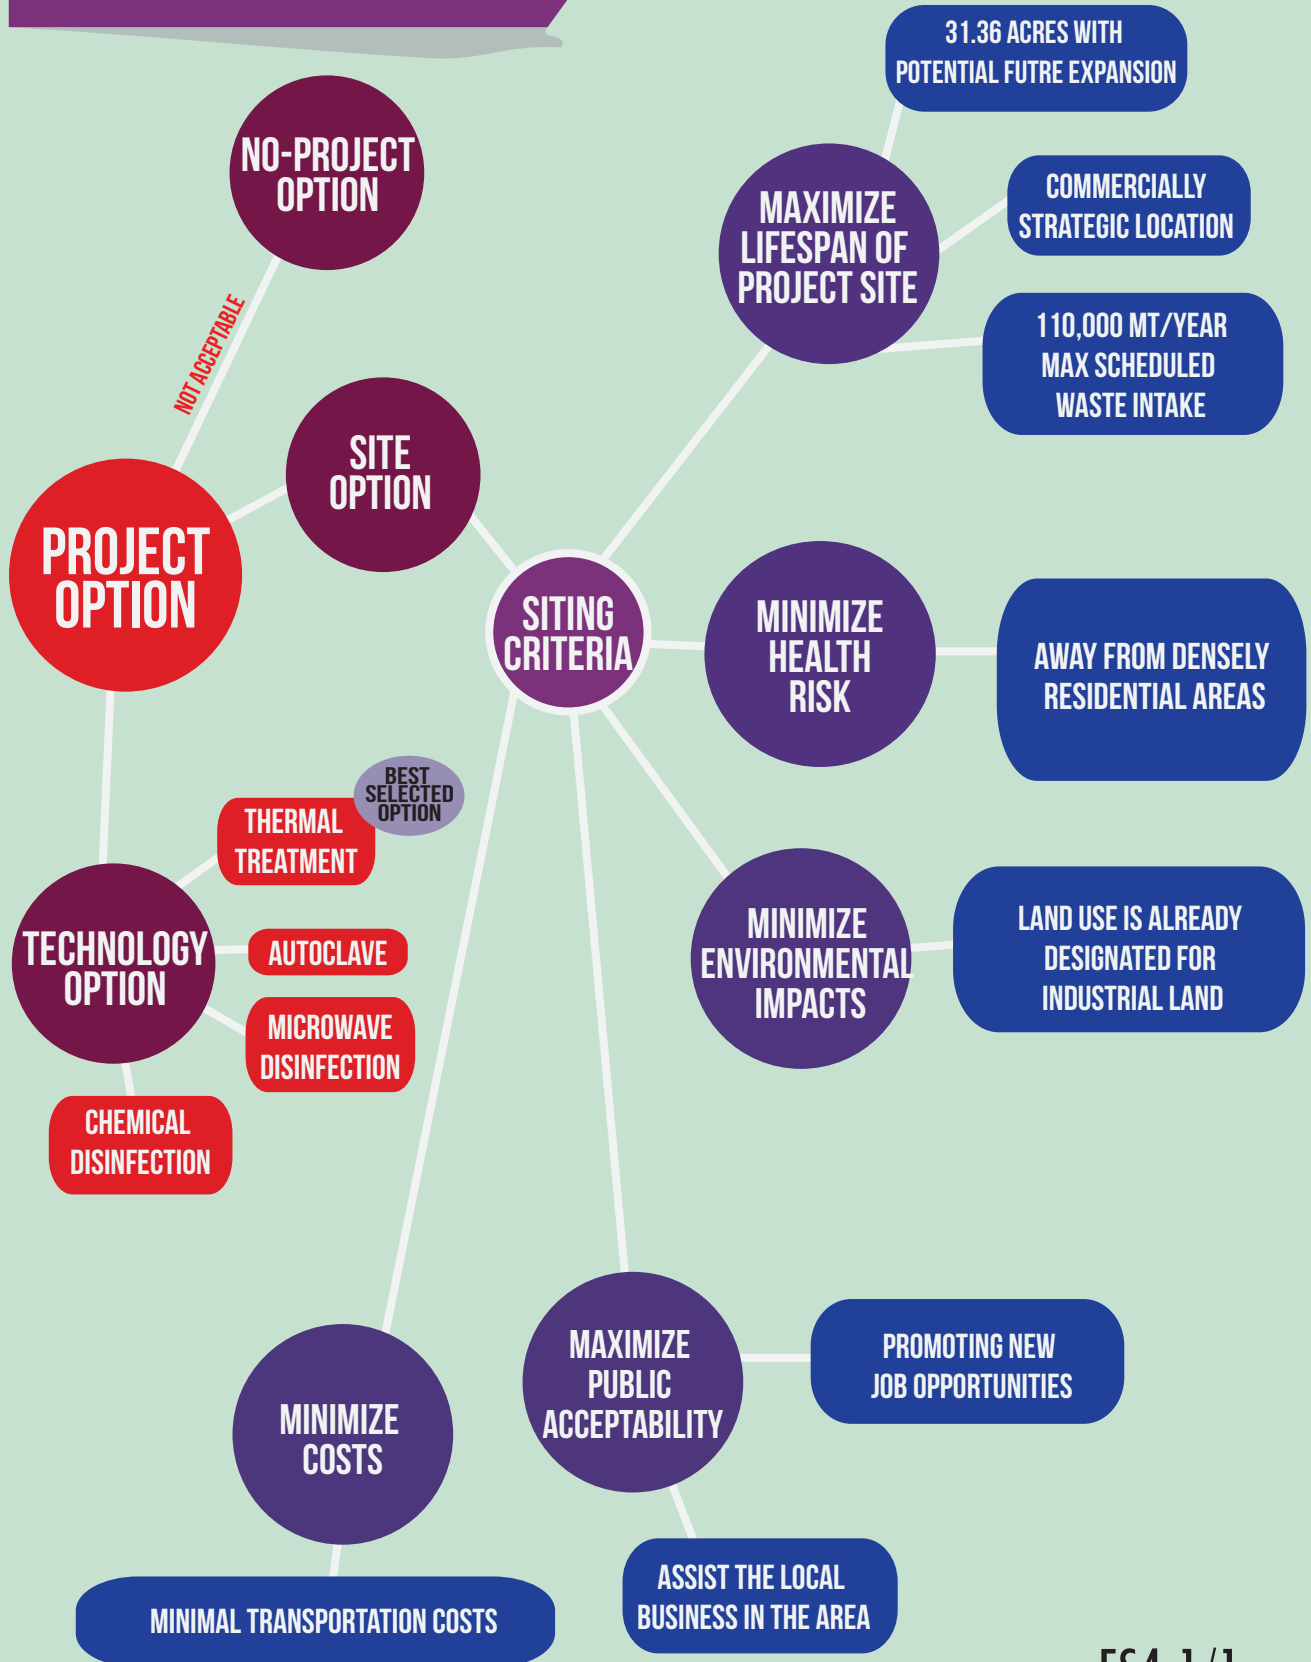 31.36 ACRES WITH
POTENTIAL FUTRE EXPANSION
NO-PROJECT
OPTION
COMMERCIALLY
STRATEGIC LOCATION
MAXIMIZE
LIFESPAN OF
PROJECT SITE
110,000 MT/YEAR
MAX SCHEDULED
WASTE INTAKE
NOT ACCEPTABLE
SITE
OPTION
PROJECT
OPTION
SITING
CRITERIA
MINIMIZE
HEALTH
RISK
AWAY FROM DENSELY
RESIDENTIAL AREAS
BEST
SELECTED
OPTION
THERMAL
TREATMENT
TECHNOLOGY
OPTION
AUTOCLAVE
MICROWAVE
DISINFECTION
CHEMICAL
DISINFECTION
MINIMIZE
ENVIRONMENTAL
IMPACTS
LAND USE IS ALREADY
DESIGNATED FOR
INDUSTRIAL LAND
MAXIMIZE
PUBLIC
ACCEPTABILITY
PROMOTING NEW
JOB OPPORTUNITIES
MINIMIZE
COSTS
ASSIST THE LOCAL
BUSINESS IN THE AREA
MINIMAL TRANSPORTATION COSTS